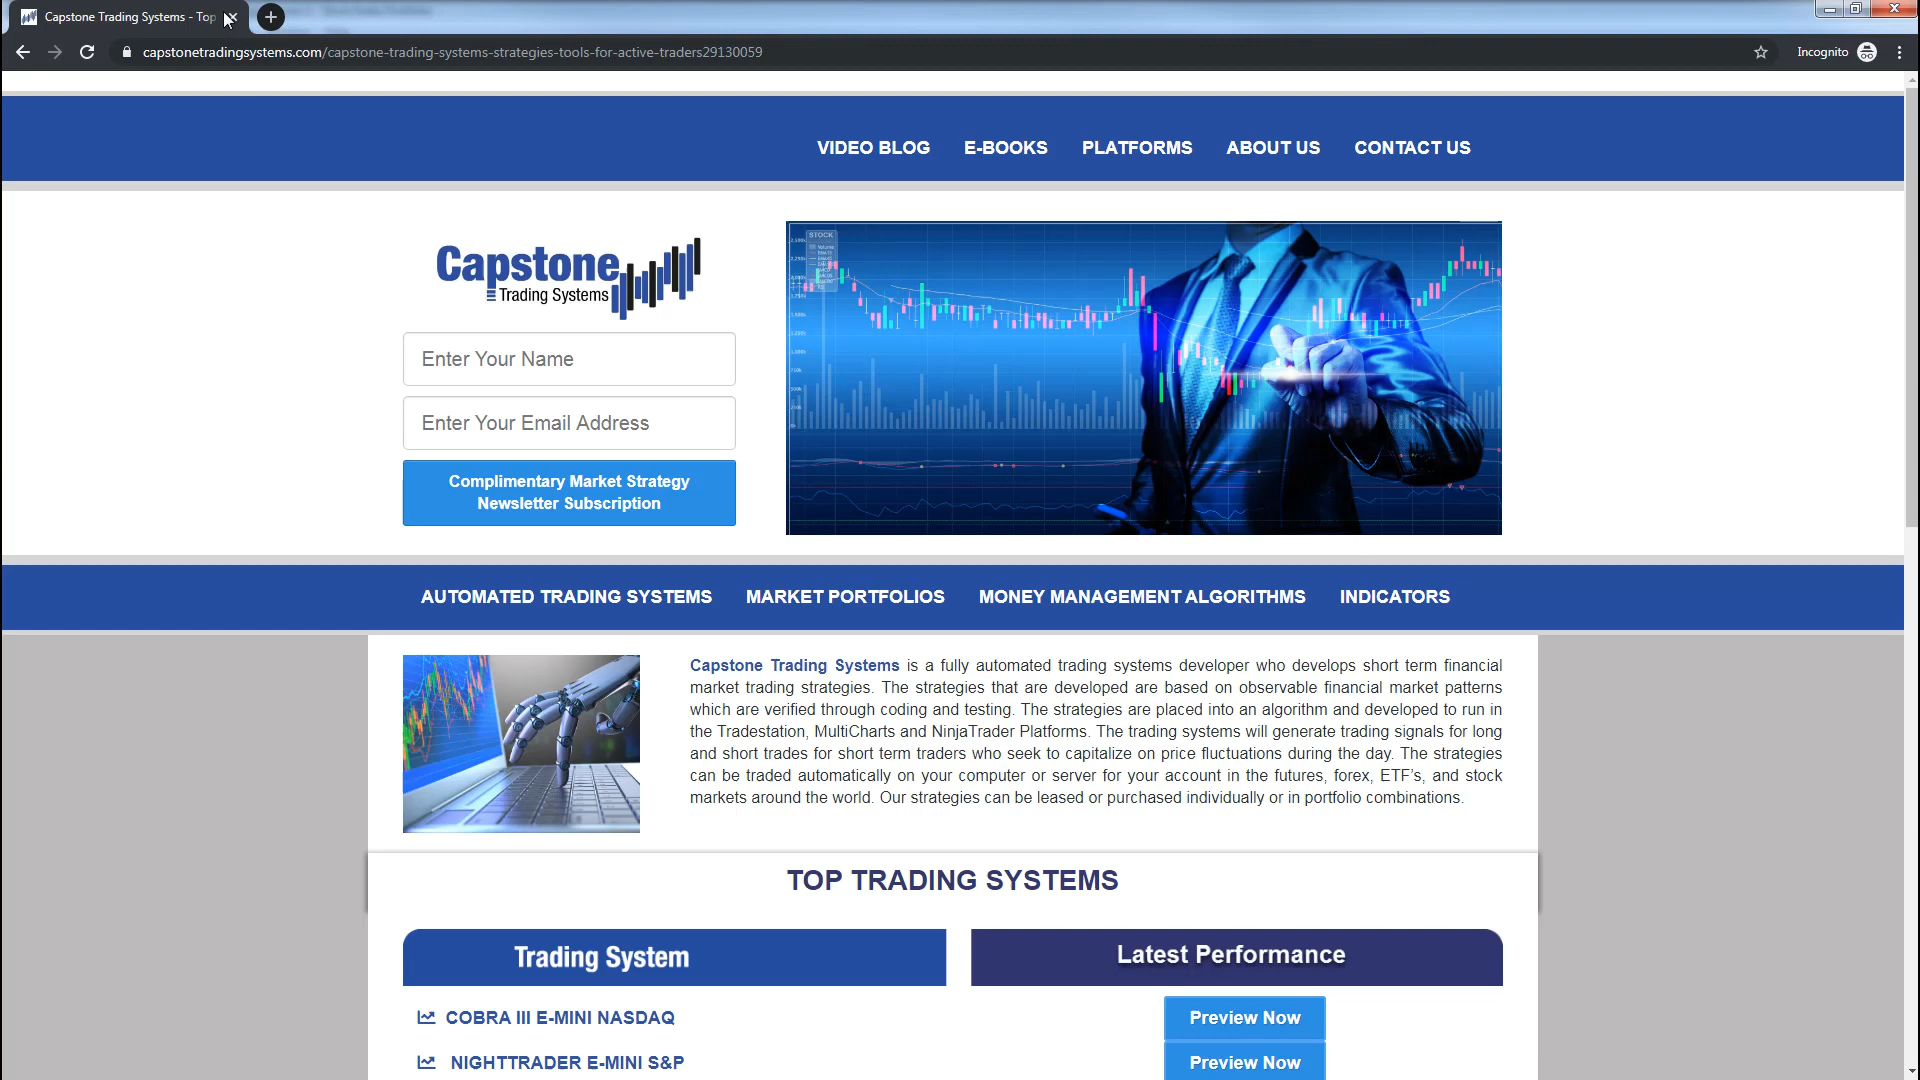 Capstone Trading Systems - Top
capstonetradingsystems.com/capstone-trading-systems-strategies-tools-for-active-traders29130059
Incognito
VIDEO BLOG
E-BOOKS
PLATFORMS
ABOUT US
CONTACT US
Capstone
Trading Systems
STOCK
Enter Your Name
Enter Your Email Address
Complimentary Market Strategy
Newsletter Subscription
AUTOMATED TRADING SYSTEMS
MARKET PORTFOLIOS
MONEY MANAGEMENT ALGORITHMS
INDICATORS
Capstone Trading Systems is a fully automated trading systems developer who develops short term financial
market trading strategies. The strategies that are developed are based on observable financial market patterns
which are verified through coding and testing. The strategies are placed into an algorithm and developed to run in
the Tradestation, MultiCharts and NinjaTrader Platforms. The trading systems will generate trading signals for long
and short trades for short term traders who seek to capitalize on price fluctuations during the day. The strategies
can be traded automatically on your computer or server for your account in the futures, forex, ETF's, and stock
markets around the world. Our strategies can be leased or purchased individually or in portfolio combinations.
TOP TRADING SYSTEMS
Trading System
Latest Performance
COBRA III E-MINI NASDAQ
Preview Now
NIGHTTRADER E-MINI S&P
Preview Now